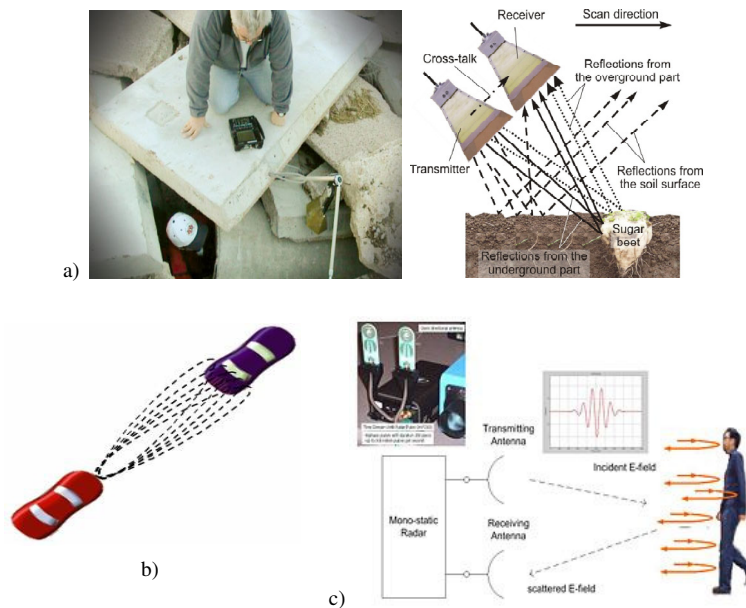 Receiver
Scan direction
Cross-talk
Reflections from
the overground part
Transmitter
Reflections from
the soil surface
Sugar
beet
Reflections from
the underground part
a)
b)
Transmitting
Antenna
Incident E-field
Mono-static
Radar
Receiving
Antenna
scattered E-field
c)